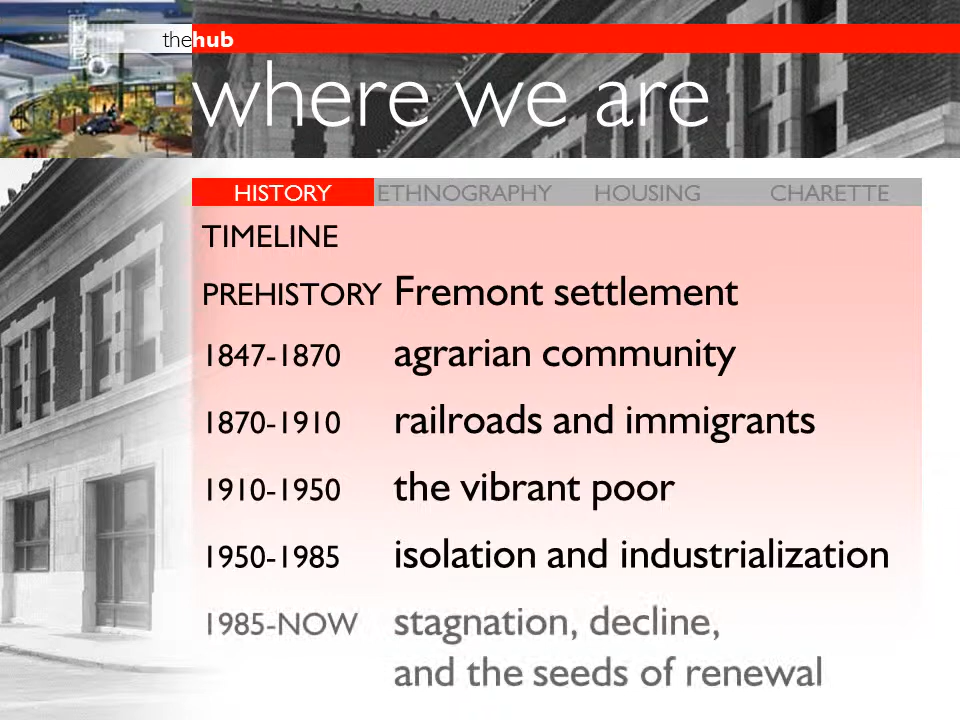 thehub
where we are
HISTORY ETHNOGRAPHY HOUSING CHARETTE
TIMELINE
PREHISTORY Fremont settlement
1847-1870 agrarian community
1870-1910 railroads and immigrants
1910-1950 the vibrant poor
1950-1985 isolation and industrialization
1985-NOW stagnation, decline,
and the seeds of renewal